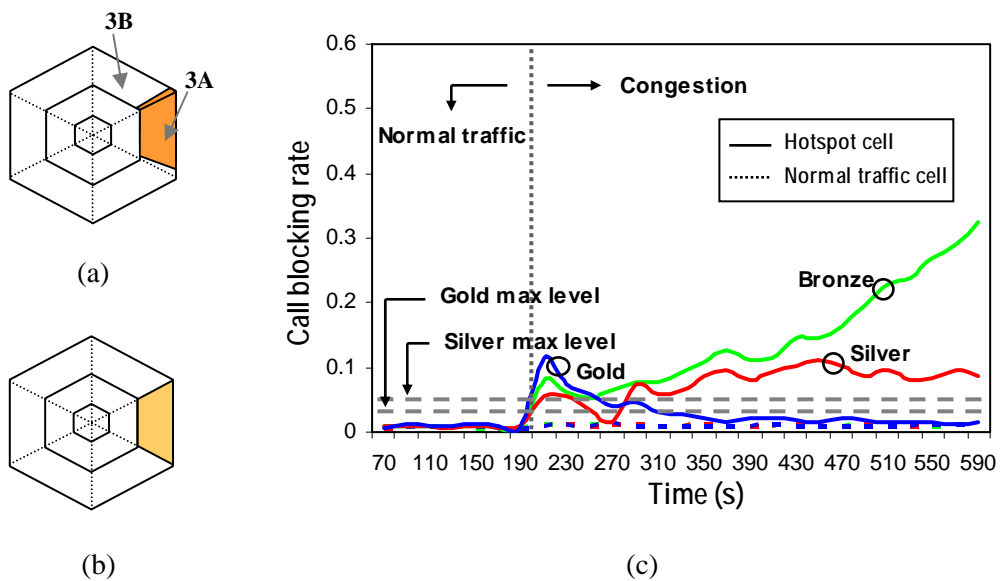 3B
3A
(a)
(b)
Call blocking rate
0.6
0.5
0.4
0.3
0.2
0.1
0
Congestion
Normal traffic
Hotspot cell
Normal traffic cell
Gold max level
Silver max level
Bronze
Silver
Gold
70 110 150 190 230 270 310 350 390 430 470 510 550 590
Time (s)
(c)